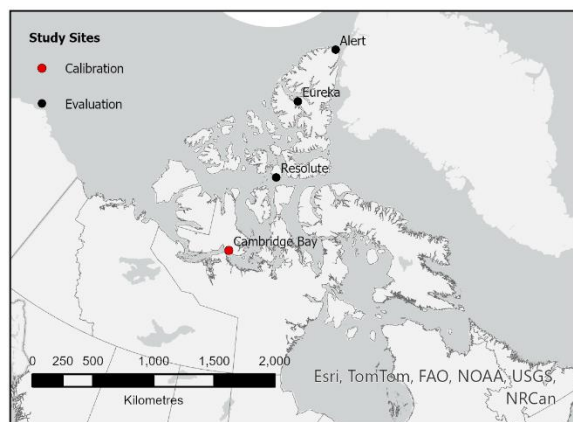 Study Sites
Calibration
Evaluation
Alert
Eureka
Resolute
Cambridge Bay
0 250 500 1,000 1,500 2,000
Kilometres
Esri, TomTom, FAO, NOAA, USGS,
NRCan